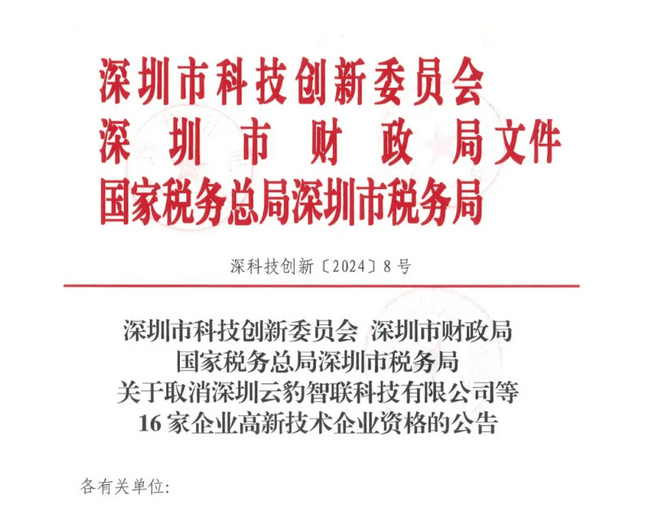 深圳市科技创新委员会
深圳市财政局文件
国家税务总局深圳市税务局
深科技创新〔2024〕8号
深圳市科技创新委员会 深圳市财政局
国家税务总局深圳市税务局
关于取消深圳云豹智联科技有限公司等
16家企业高新技术企业资格的公告
各有关单位: